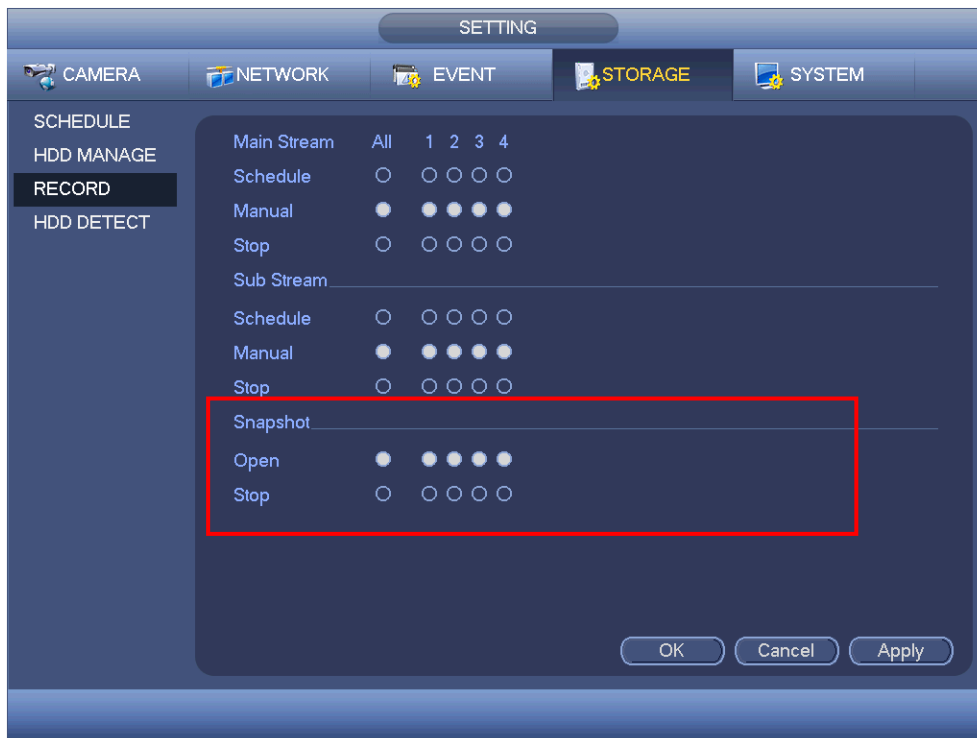 SETTING
CAMERA NETWORK EVENT STORAGE SYSTEM
SCHEDULE
HDD MANAGE
RECORD
HDD DETECT
Main Stream All 1 2 3 4
Schedule
Manual
Stop
Sub Stream
Schedule
Manual
Stop
Snapshot
Open
Stop
OK Cancel Apply